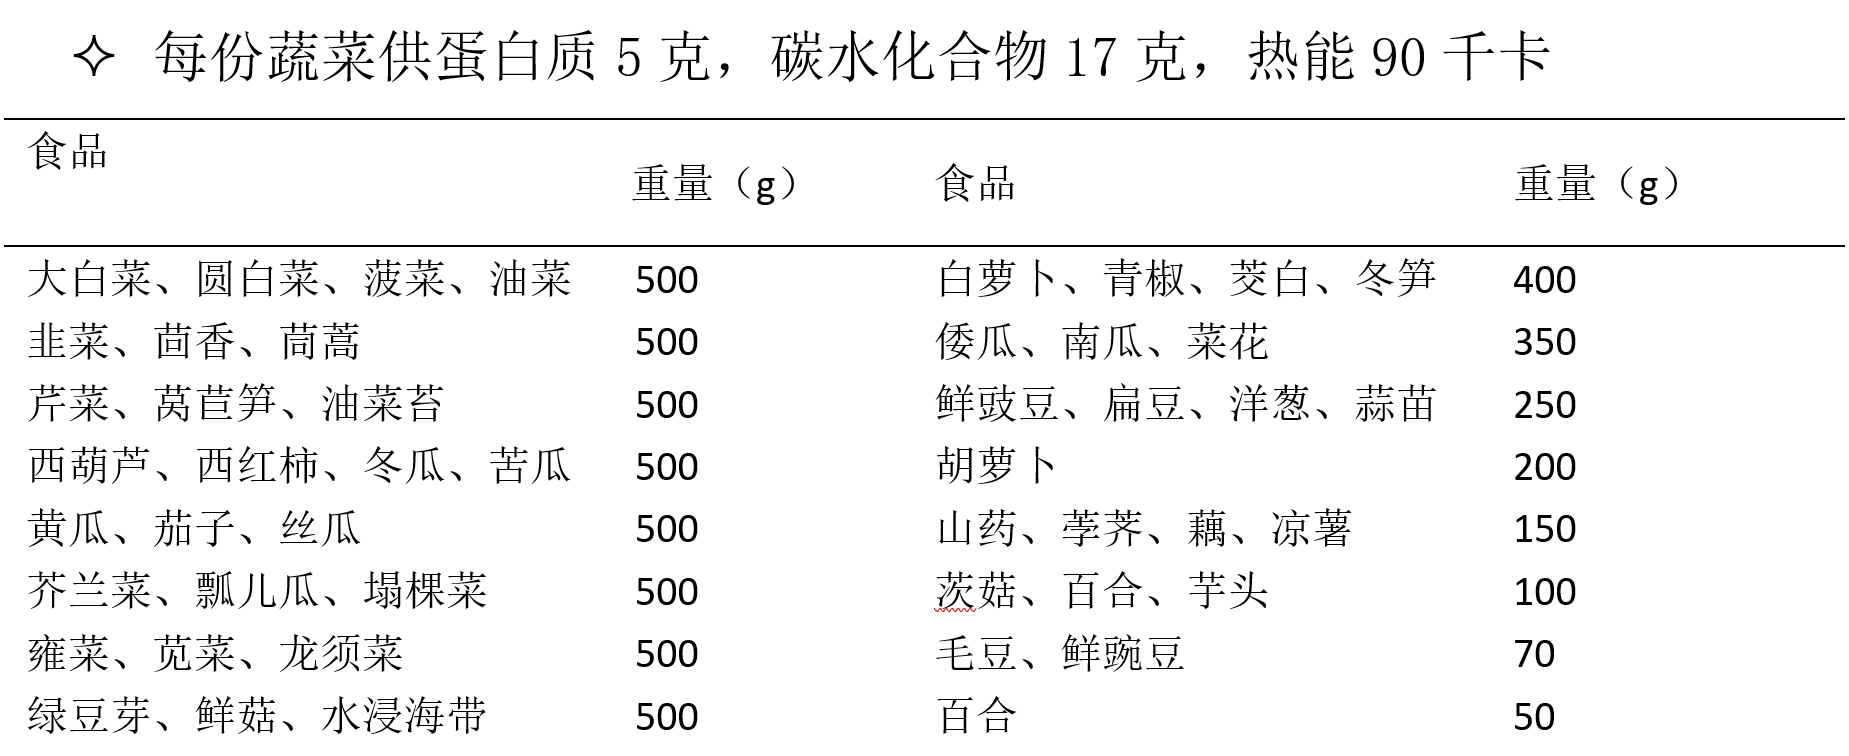 ✧ 每份蔬菜供蛋白质 5 克，碳水化合物 17 克，热能 90 千卡
食品 重量（g） 食品 重量（g）
大白菜、圆白菜、菠菜、油菜 500 白萝卜、青椒、茭白、冬笋 400
韭菜、茴香、茼蒿 500 倭瓜、南瓜、菜花 350
芹菜、莴苣笋、油菜苔 500 鲜豉豆、扁豆、洋葱、蒜苗 250
西葫芦、西红柿、冬瓜、苦瓜 500 胡萝卜 200
黄瓜、茄子、丝瓜 500 山药、荸荠、藕、凉薯 150
芥兰菜、瓢儿瓜、塌棵菜 500 茨菇、百合、芋头 100
雍菜、苋菜、龙须菜 500 毛豆、鲜豌豆 70
绿豆芽、鲜菇、水浸海带 500 百合 50